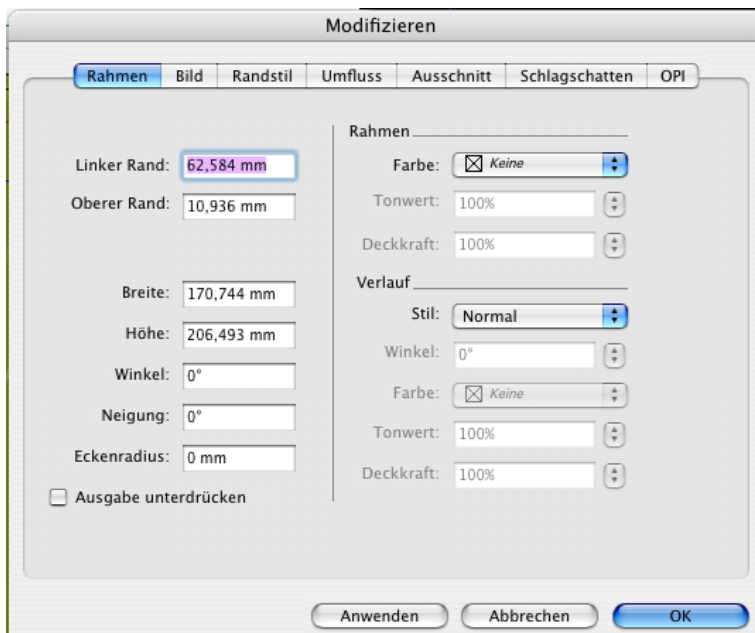 Modifizieren
Rahmen Bild Randstil Umfluss Ausschnitt Schlagschatten OPI
Linker Rand: 62,584 mm
Oberer Rand: 10,936 mm
Breite: 170,744 mm
Höhe: 206,493 mm
Winkel: 0°
Neigung: 0°
Eckenradius: 0 mm
Ausgabe unterdrücken
Rahmen
Farbe: Keine
Tonwert: 100%
Deckkraft: 100%
Verlauf
Stil: Normal
Winkel: 0°
Farbe: Keine
Tonwert: 100%
Deckkraft: 100%
Anwenden Abbrechen OK